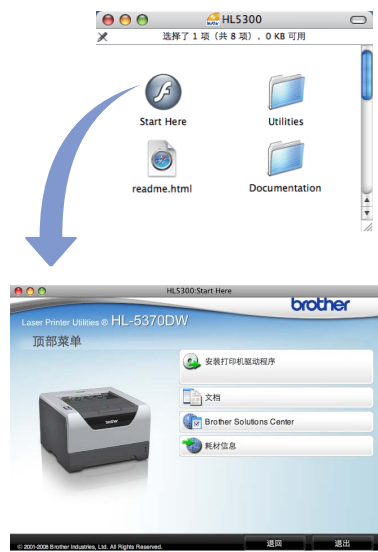 HL5300
选择了 1 项（共 8 项），0 KB 可用
Start Here
Utilities
readme.html
Documentation
HL5300:Start Here
brother
Laser Printer Utilities ® HL-5370DW
顶部菜单
安装打印机驱动程序
文档
Brother Solutions Center
耗材信息
© 2001-2008 Brother Industries, Ltd. All Rights Reserved.
退回
退出